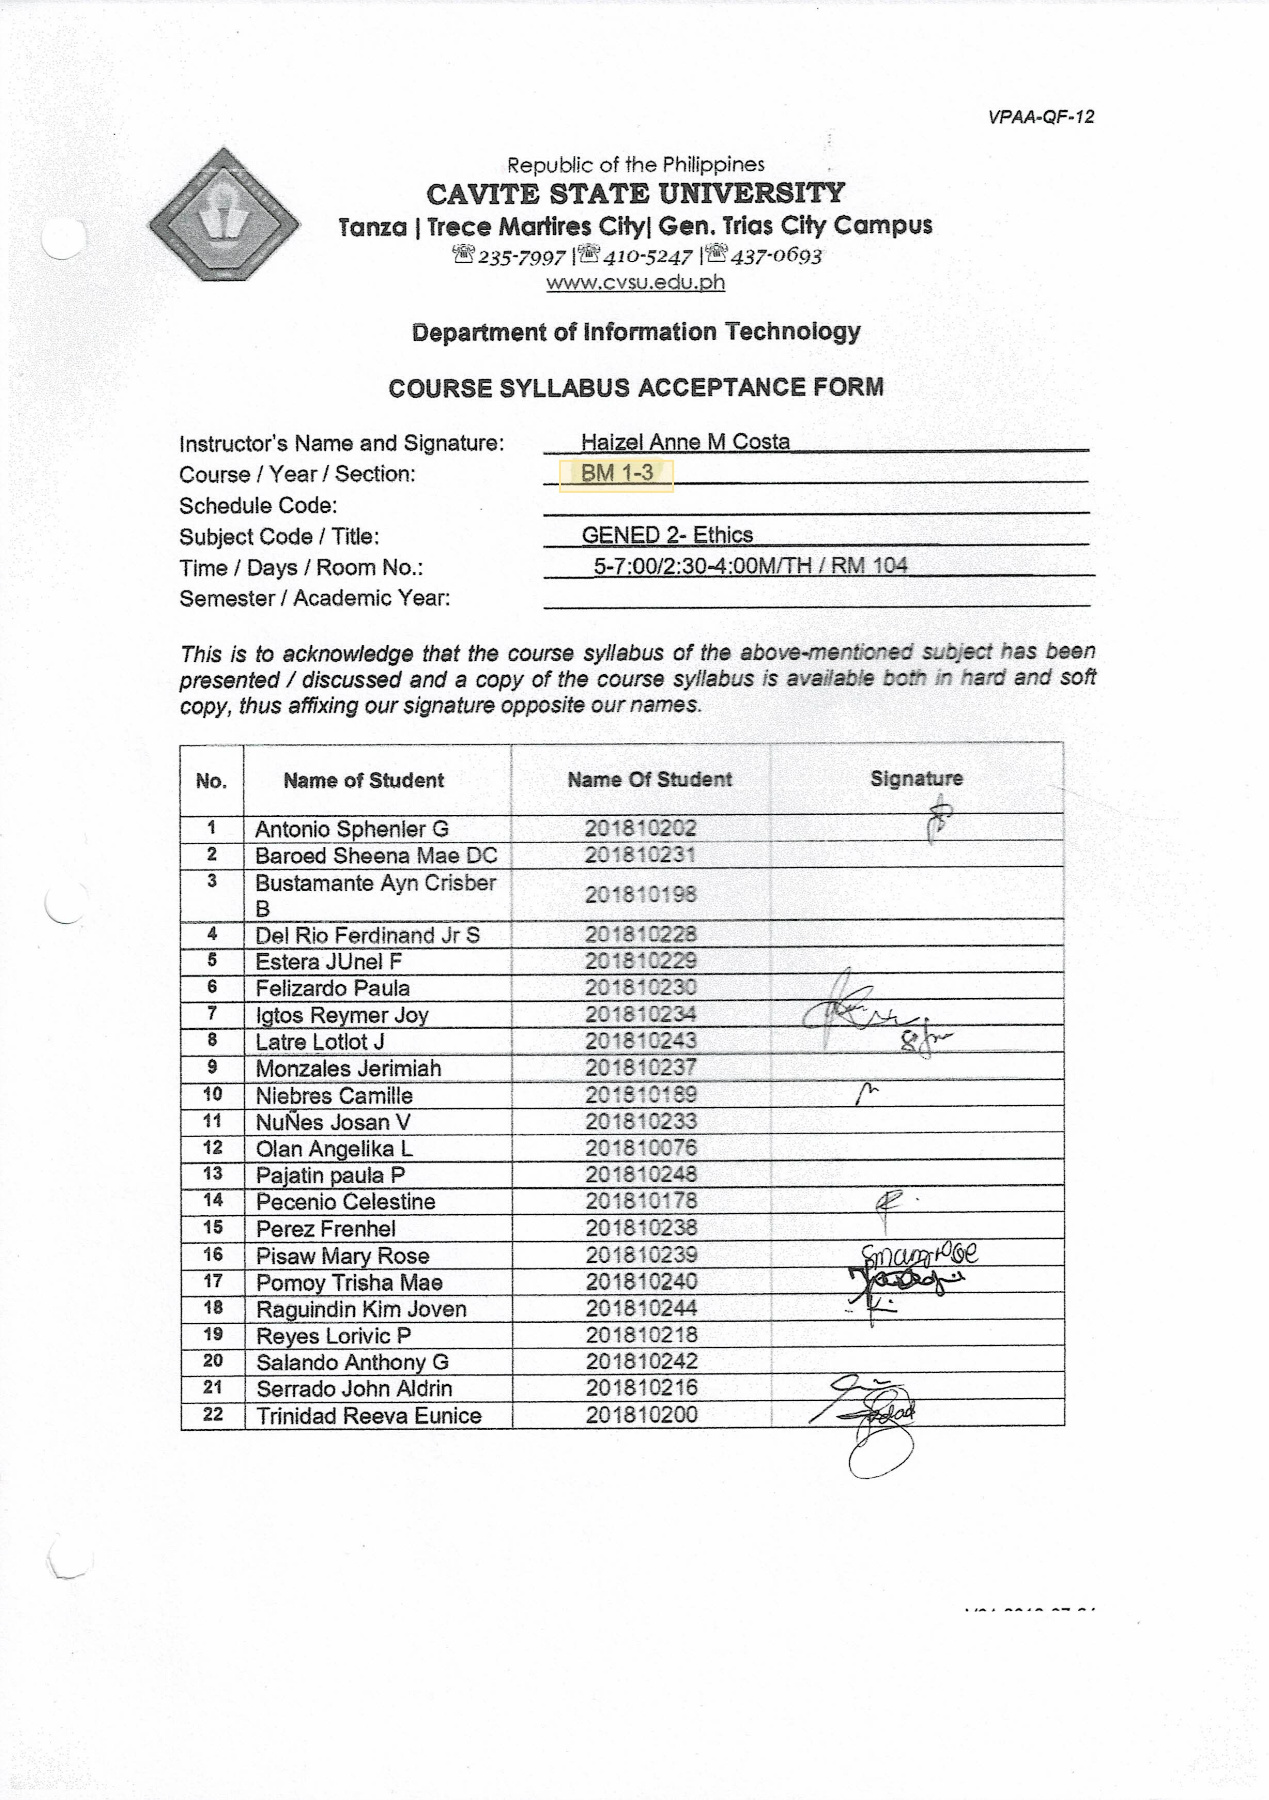 VPAA-QF-12
Republic of the Philippines
CAVITE STATE UNIVERSITY
Tanza | Trece Martires City| Gen. Trias City Campus
☏235-7997 |☏410-5247 |☏437-0693
www.cvsu.edu.ph
Department of Information Technology
COURSE SYLLABUS ACCEPTANCE FORM
Instructor's Name and Signature: Haizel Anne M Costa
Course / Year / Section: BM 1-3
Schedule Code:
Subject Code / Title: GENED 2- Ethics
Time / Days / Room No.: 5-7:00/2:30-4:00M/TH / RM 104
Semester / Academic Year:
This is to acknowledge that the course syllabus of the above-mentioned subject has been
presented / discussed and a copy of the course syllabus is available both in hard and soft
copy, thus affixing our signature opposite our names.
No. Name of Student Name Of Student Signature
1 Antonio Sphenler G 201810202
2 Baroed Sheena Mae DC 201810231
3 Bustamante Ayn Crisber
B 201810198
4 Del Rio Ferdinand Jr S 201810228
5 Estera JUnel F 201810229
6 Felizardo Paula 201810230
7 Igtos Reymer Joy 201810234
8 Latre Lotlot J 201810243
9 Monzales Jerimiah 201810237
10 Niebres Camille 201810189
11 NuÑes Josan V 201810233
12 Olan Angelika L 201810076
13 Pajatin paula P 201810248
14 Pecenio Celestine 201810178
15 Perez Frenhel 201810238
16 Pisaw Mary Rose 201810239
17 Pomoy Trisha Mae 201810240
18 Raguindin Kim Joven 201810244
19 Reyes Lorivic P 201810218
20 Salando Anthony G 201810242
21 Serrado John Aldrin 201810216
22 Trinidad Reeva Eunice 201810200